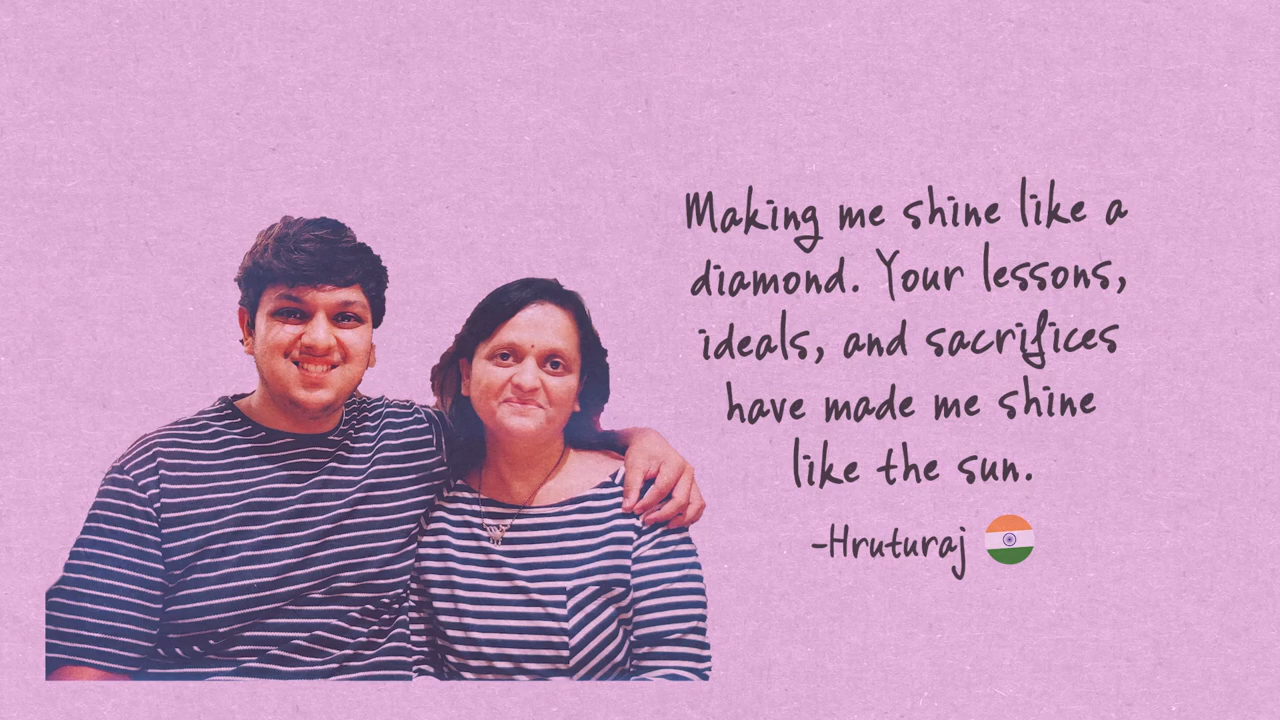 Making me shine like a
diamond. Your lessons,
ideals, and sacrifices
have made me shine
like the sun.
-Hruturaj